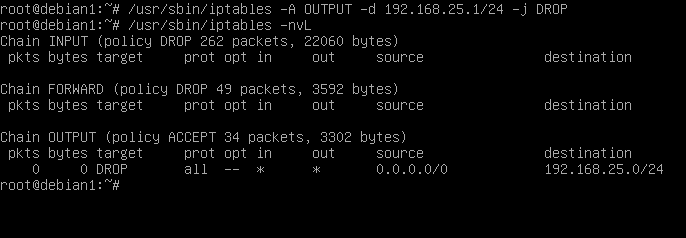 root@debian1:~# /usr/sbin/iptables -A OUTPUT -d 192.168.25.1/24 -j DROP
root@debian1:~# /usr/sbin/iptables -nvL
Chain INPUT (policy DROP 262 packets, 22060 bytes)
 pkts bytes target     prot opt in     out     source               destination

Chain FORWARD (policy DROP 49 packets, 3592 bytes)
 pkts bytes target     prot opt in     out     source               destination

Chain OUTPUT (policy ACCEPT 34 packets, 3302 bytes)
 pkts bytes target     prot opt in     out     source               destination
    0     0 DROP       all  --  *      *       0.0.0.0/0            192.168.25.0/24
root@debian1:~#